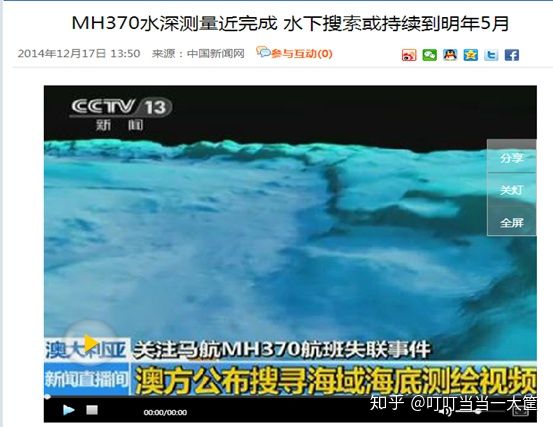 MH370水深测量近完成 水下搜索或持续到明年5月
2014年12月17日 13:50 来源：中国新闻网 参与互动(0)
CCTV 13
新闻
分享
关灯
全屏
澳大利亚 关注马航MH370航班失联事件
新闻直播间 澳方公布搜寻海域海底测绘视频
知乎 @叮叮当当一大筐
00:00/00:00